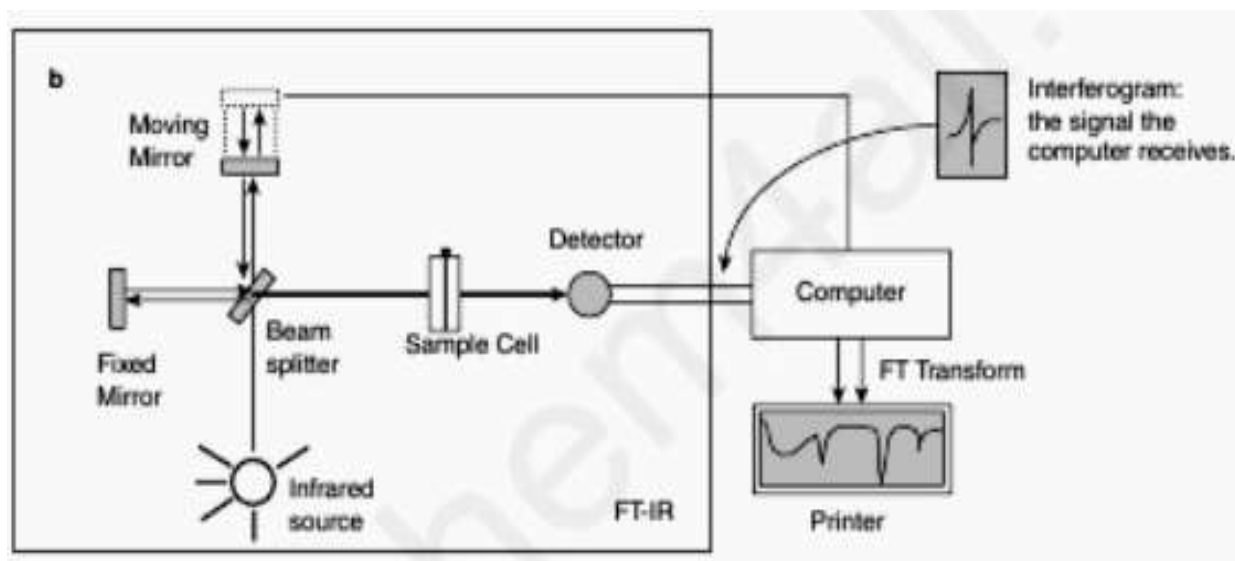 b
Moving
Mirror
Interferogram:
the signal the
computer receives.
Detector
Computer
Beam
splitter
Sample Cell
Fixed
Mirror
FT Transform
Infrared
source
FT-IR
Printer